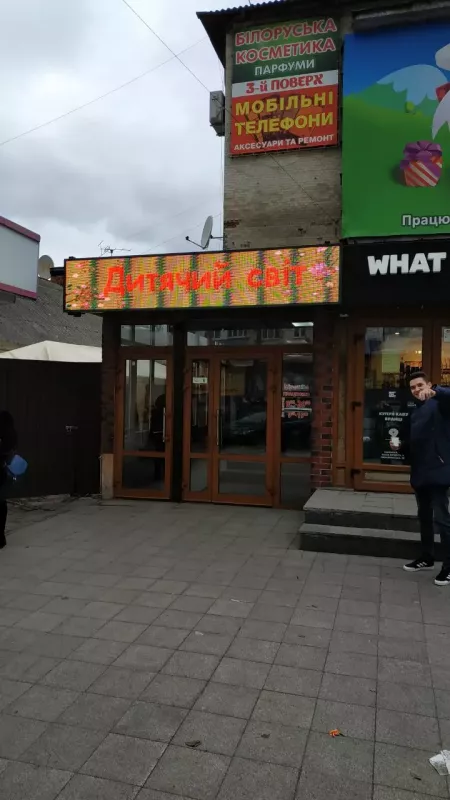 БІЛОРУСЬКА
КОСМЕТИКА
ПАРФУМИ
3-й ПОВЕРХ
МОБІЛЬНІ
ТЕЛЕФОНИ
АКСЕСУАРИ ТА РЕМОНТ
Працю
Дитячий світ
WHAT